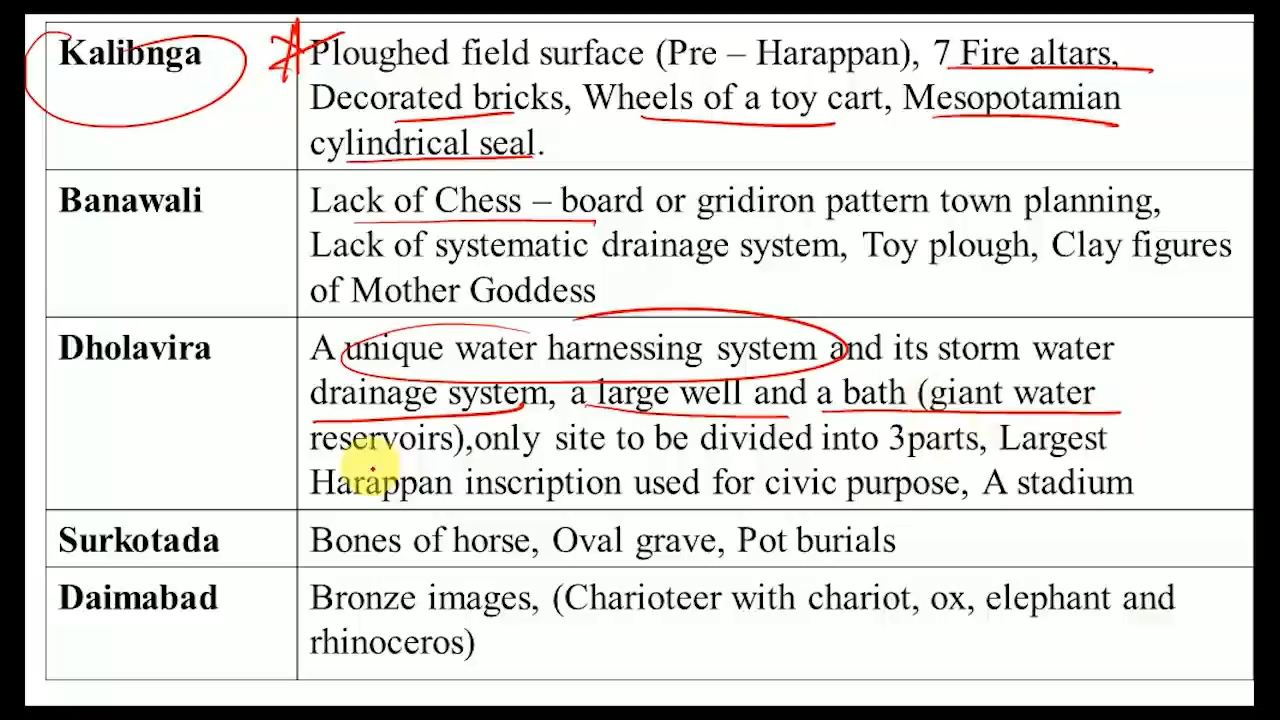 Kalibnga
Ploughed field surface (Pre – Harappan), 7 Fire altars,
Decorated bricks, Wheels of a toy cart, Mesopotamian
cylindrical seal.
Banawali
Lack of Chess – board or gridiron pattern town planning,
Lack of systematic drainage system, Toy plough, Clay figures
of Mother Goddess
Dholavira
A unique water harnessing system and its storm water
drainage system, a large well and a bath (giant water
reservoirs),only site to be divided into 3parts, Largest
Harappan inscription used for civic purpose, A stadium
Surkotada
Bones of horse, Oval grave, Pot burials
Daimabad
Bronze images, (Charioteer with chariot, ox, elephant and
rhinoceros)